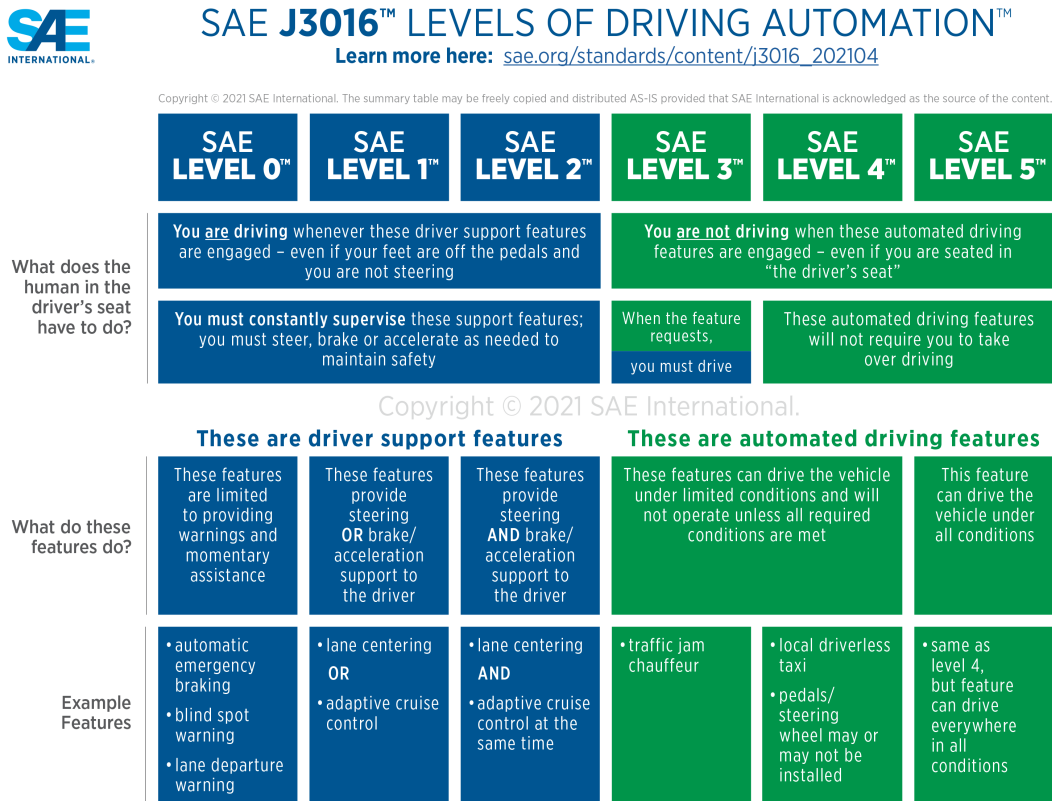 SAE
INTERNATIONAL®
SAE J3016™ LEVELS OF DRIVING AUTOMATION™
Learn more here: sae.org/standards/content/j3016_202104
Copyright © 2021 SAE International. The summary table may be freely copied and distributed AS-IS provided that SAE International is acknowledged as the source of the content.
SAE
LEVEL 0™
SAE
LEVEL 1™
SAE
LEVEL 2™
SAE
LEVEL 3™
SAE
LEVEL 4™
SAE
LEVEL 5™
What does the
human in the
driver's seat
have to do?
You are driving whenever these driver support features
are engaged – even if your feet are off the pedals and
you are not steering
You are not driving when these automated driving
features are engaged – even if you are seated in
“the driver's seat”
You must constantly supervise these support features;
you must steer, brake or accelerate as needed to
maintain safety
When the feature
requests,
you must drive
These automated driving features
will not require you to take
over driving
Copyright © 2021 SAE International.
These are driver support features
These are automated driving features
What do these
features do?
These features
are limited
to providing
warnings and
momentary
assistance
These features
provide
steering
OR brake/
acceleration
support to
the driver
These features
provide
steering
AND brake/
acceleration
support to
the driver
These features can drive the vehicle
under limited conditions and will
not operate unless all required
conditions are met
This feature
can drive the
vehicle under
all conditions
Example
Features
• automatic
emergency
braking
• blind spot
warning
• lane departure
warning
• lane centering
OR
• adaptive cruise
control
• lane centering
AND
• adaptive cruise
control at the
same time
• traffic jam
chauffeur
• local driverless
taxi
• pedals/
steering
wheel may or
may not be
installed
• same as
level 4,
but feature
can drive
everywhere
in all
conditions